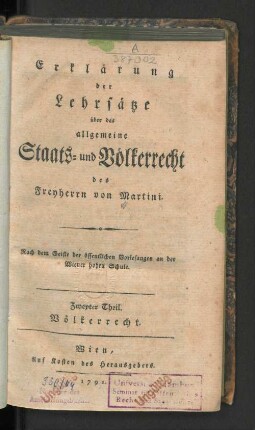 A
Erklärung
der
Lehrsätze
über das
allgemeine
Staats- und Völkerrecht
des
Freyherrn von Martini.
Nach dem Geiste der öffentlichen Vorlesungen an der
Wiener hohen Schule.
Zweyter Theil.
Völkerrecht.
Wien,
Auf Kosten des Herausgebers.